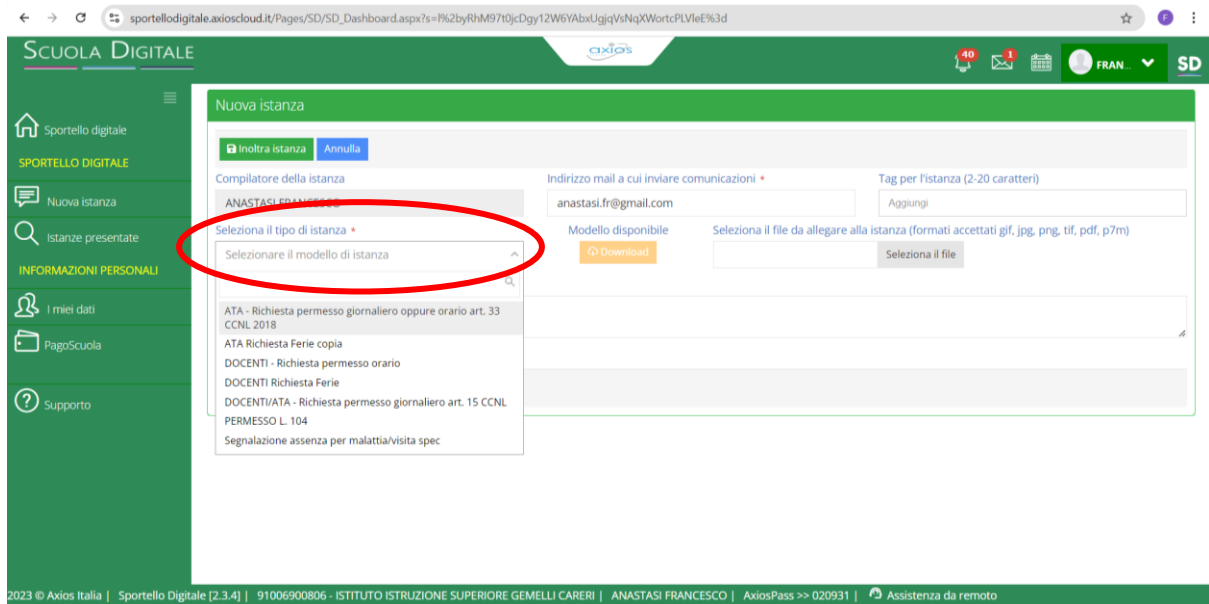 sportellodigitale.axioscloud.it/Pages/SD/SD_Dashboard.aspx?s=l%2byRhM97t0jcDgy12W6YAbxUgjqVsNqXWortcPLVleE%3d
F
SCUOLA DIGITALE
axios
40
1
FRAN...
SD
Nuova istanza
Sportello digitale
SPORTELLO DIGITALE
Nuova istanza
Istanze presentate
INFORMAZIONI PERSONALI
I miei dati
PagoScuola
Supporto
Inoltra istanza
Annulla
Compilatore della istanza
Indirizzo mail a cui inviare comunicazioni *
Tag per l'istanza (2-20 caratteri)
ANASTASI FRANCESCO
anastasi.fr@gmail.com
Aggiungi
Seleziona il tipo di istanza *
Modello disponibile
Seleziona il file da allegare alla istanza (formati accettati gif, jpg, png, tif, pdf, p7m)
Selezionare il modello di istanza
Download
Seleziona il file
ATA - Richiesta permesso giornaliero oppure orario art. 33
CCNL 2018
ATA Richiesta Ferie copia
DOCENTI - Richiesta permesso orario
DOCENTI Richiesta Ferie
DOCENTI/ATA - Richiesta permesso giornaliero art. 15 CCNL
PERMESSO L. 104
Segnalazione assenza per malattia/visita spec
2023 © Axios Italia | Sportello Digitale [2.3.4] | 91006900806 - ISTITUTO ISTRUZIONE SUPERIORE GEMELLI CARERI | ANASTASI FRANCESCO | AxiosPass >> 020931 | Assistenza da remoto